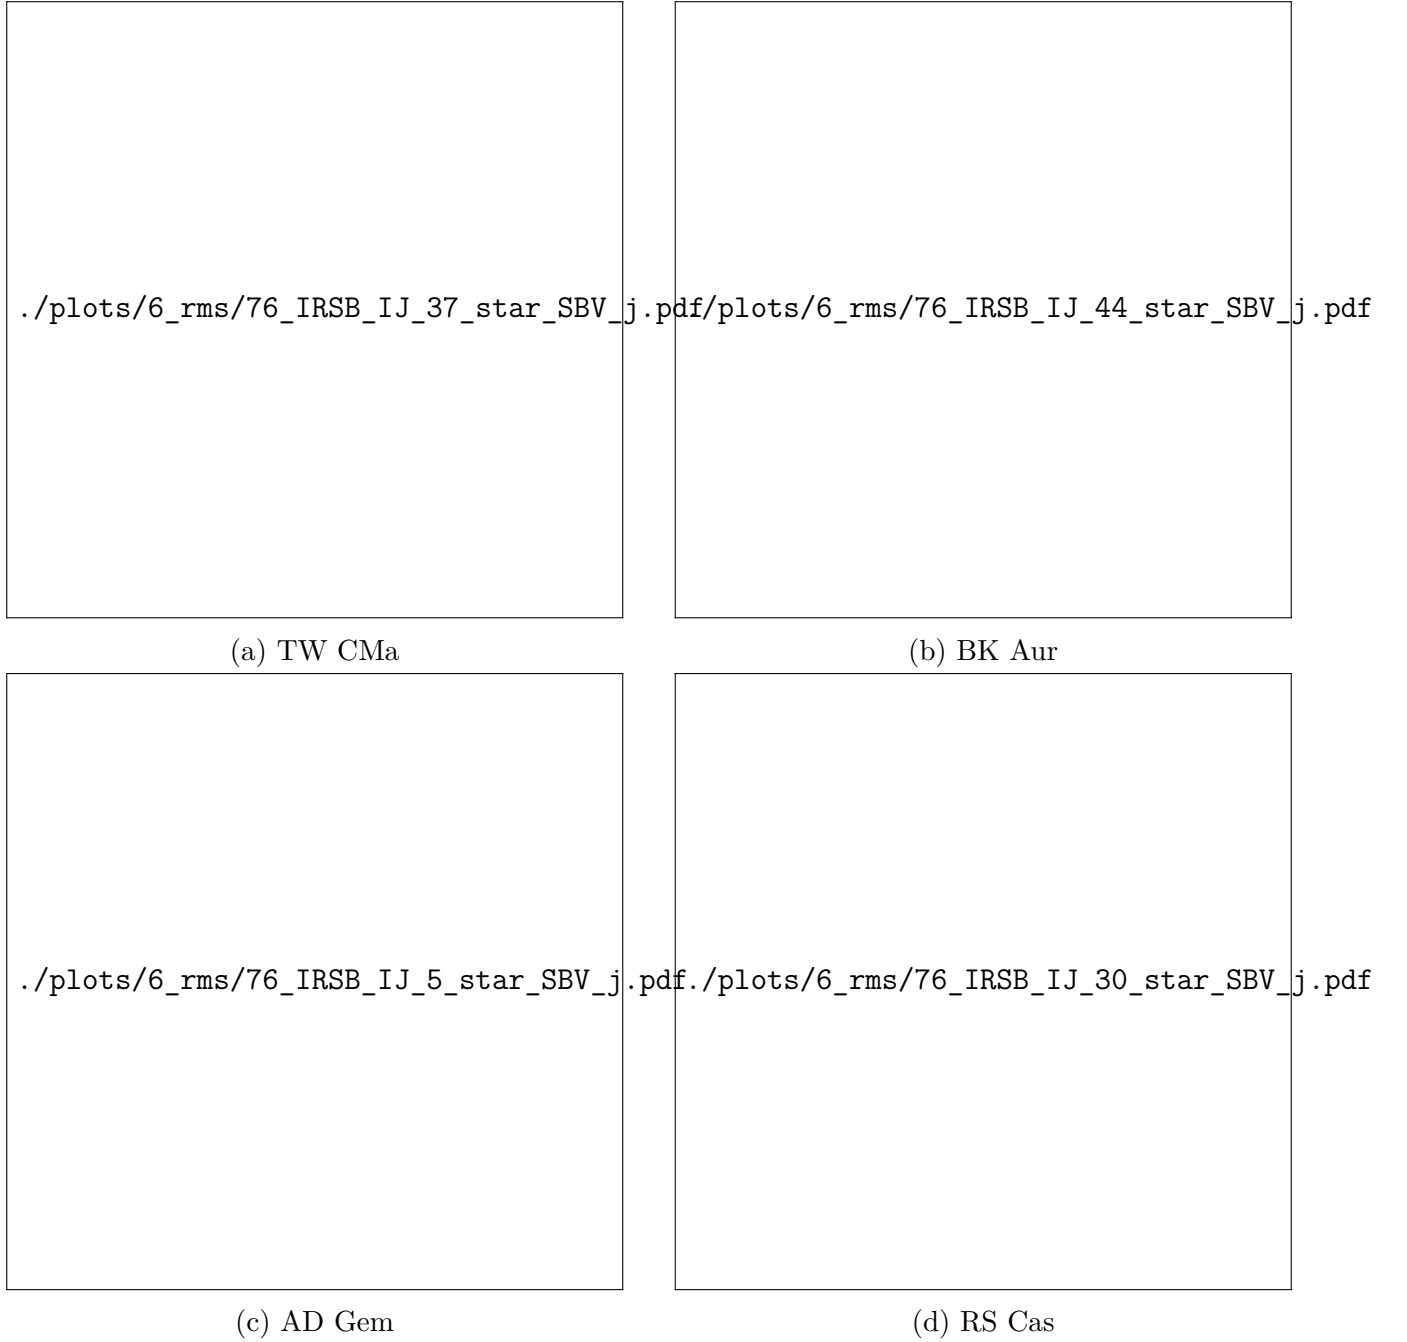 ./plots/6_rms/76_IRSB_IJ_37_star_SBV_j.pdf/plots/6_rms/76_IRSB_IJ_44_star_SBV_j.pdf
(a) TW CMa
(b) BK Aur
./plots/6_rms/76_IRSB_IJ_5_star_SBV_j.pdf./plots/6_rms/76_IRSB_IJ_30_star_SBV_j.pdf
(c) AD Gem
(d) RS Cas